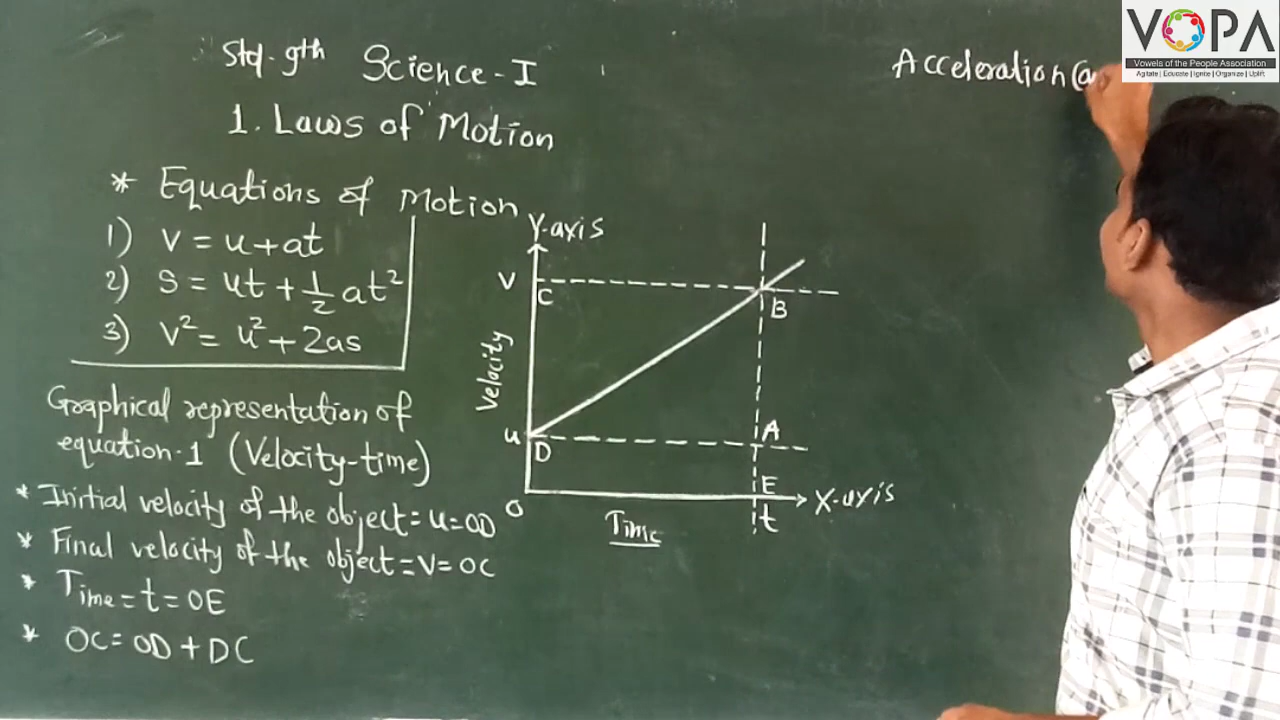 Std. 9th Science-I
1. Laws of Motion
* Equations of Motion
1) V = u+at
2) S = ut + 1/2 at²
3) V² = u² + 2as
Graphical representation of
equation.1 (Velocity-time)
* Initial velocity of the object = u = OD
* Final velocity of the object = V = OC
* Time = t = OE
* OC = OD + DC
Y-axis
V
C
B
Velocity
u
D
A
O
E
X-axis
t
Time
Acceleration (a
VOPA
Vowels of the People Association
Agitate | Educate | Ignite | Organize | Uplift